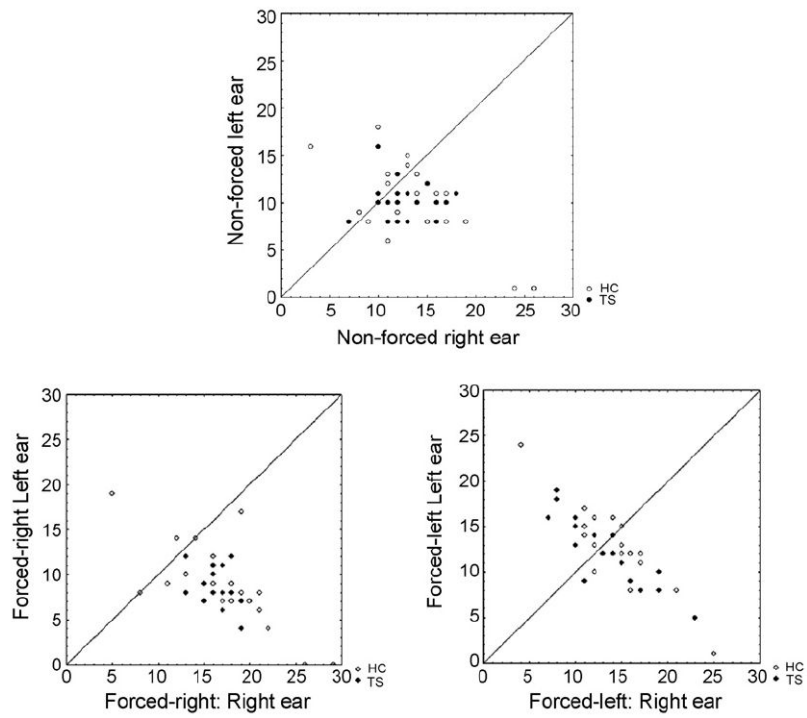 30
25
20
15
10
5
0
Non-forced left ear
0 5 10 15 20 25 30
Non-forced right ear
HC
TS
30
25
20
15
10
5
0
Forced-right Left ear
0 5 10 15 20 25 30
Forced-right: Right ear
HC
TS
30
25
20
15
10
5
0
Forced-left Left ear
0 5 10 15 20 25 30
Forced-left: Right ear
HC
TS